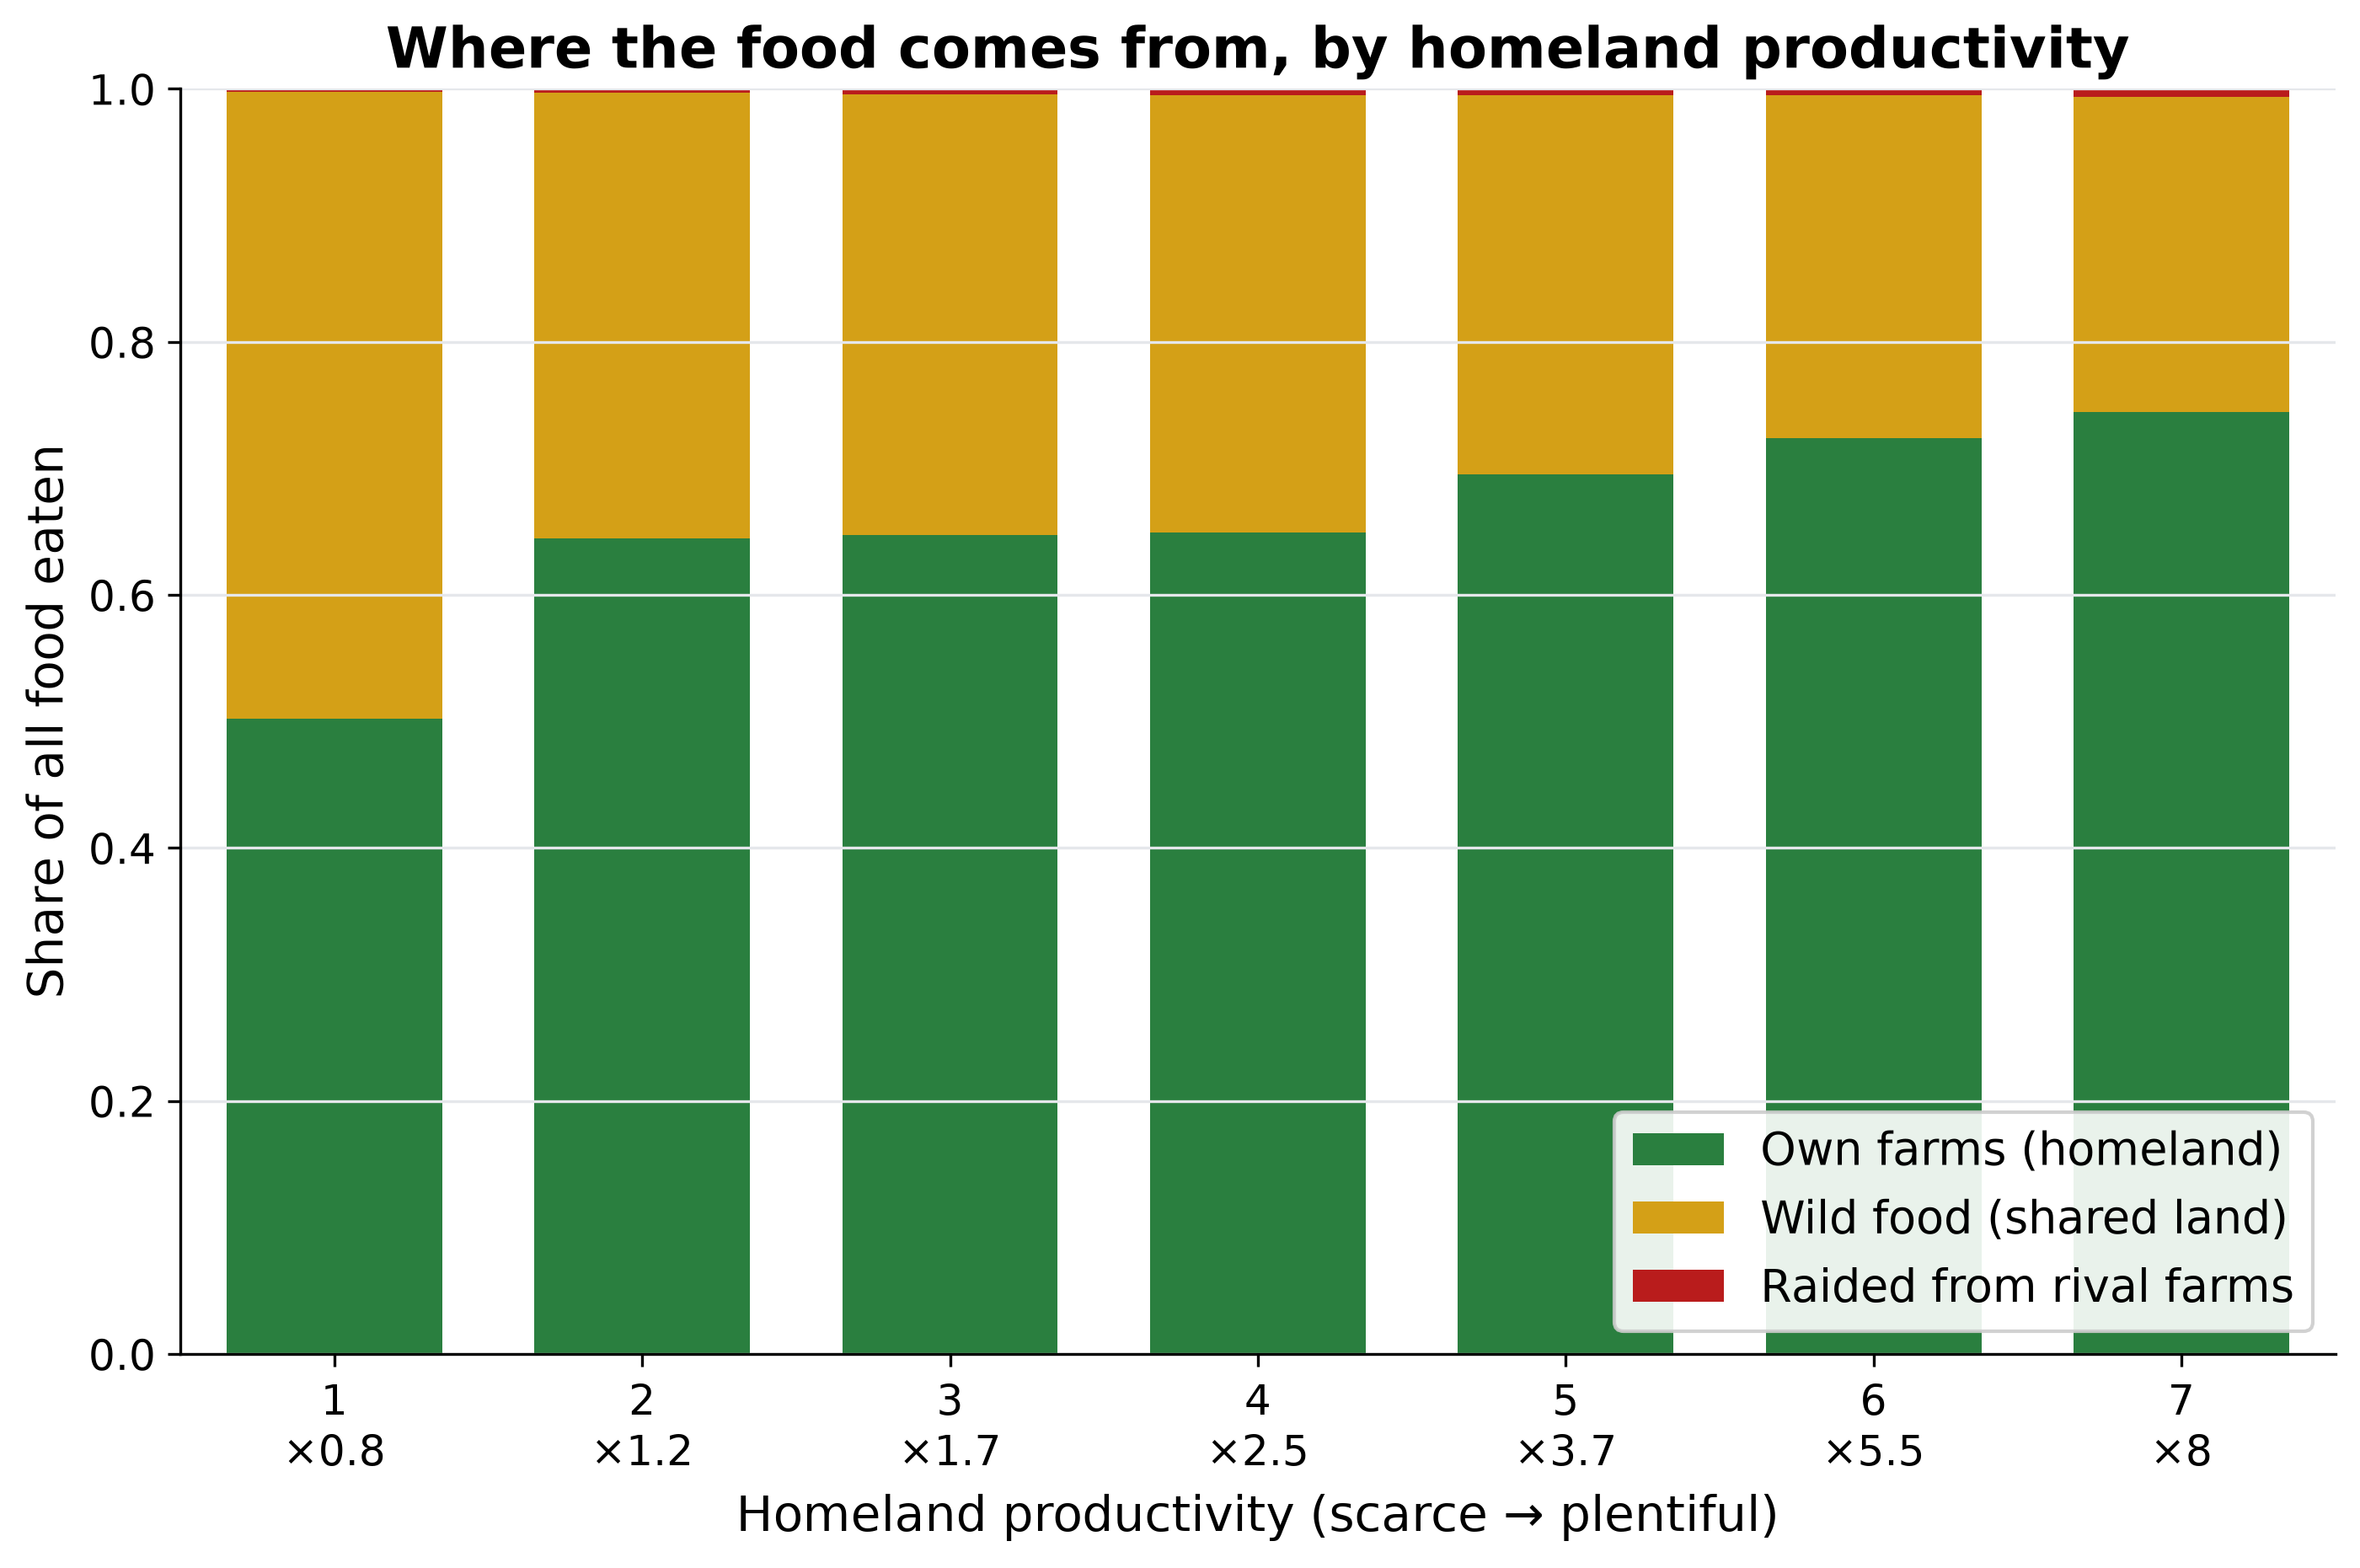 Where the food comes from, by homeland productivity
Share of all food eaten
1.0
0.8
0.6
0.4
0.2
0.0
Own farms (homeland)
Wild food (shared land)
Raided from rival farms
1 2 3 4 5 6 7
×0.8 ×1.2 ×1.7 ×2.5 ×3.7 ×5.5 ×8
Homeland productivity (scarce → plentiful)